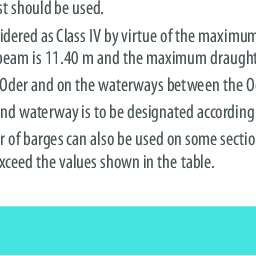 st should be used.
idered as Class IV by virtue of the maximum
beam is 11.40 m and the maximum draught
Oder and on the waterways between the O
nd waterway is to be designated according
r of barges can also be used on some sectio
xceed the values shown in the table.